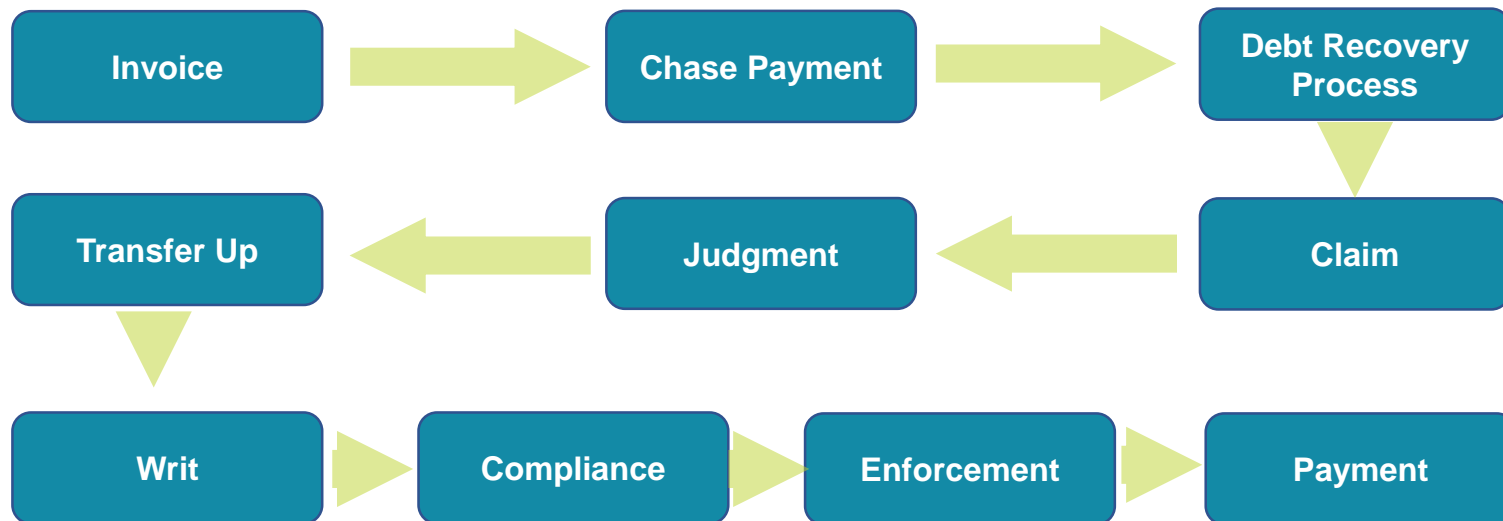 Invoice
Chase Payment
Debt Recovery
Process
Transfer Up
Judgment
Claim
Writ
Compliance
Enforcement
Payment